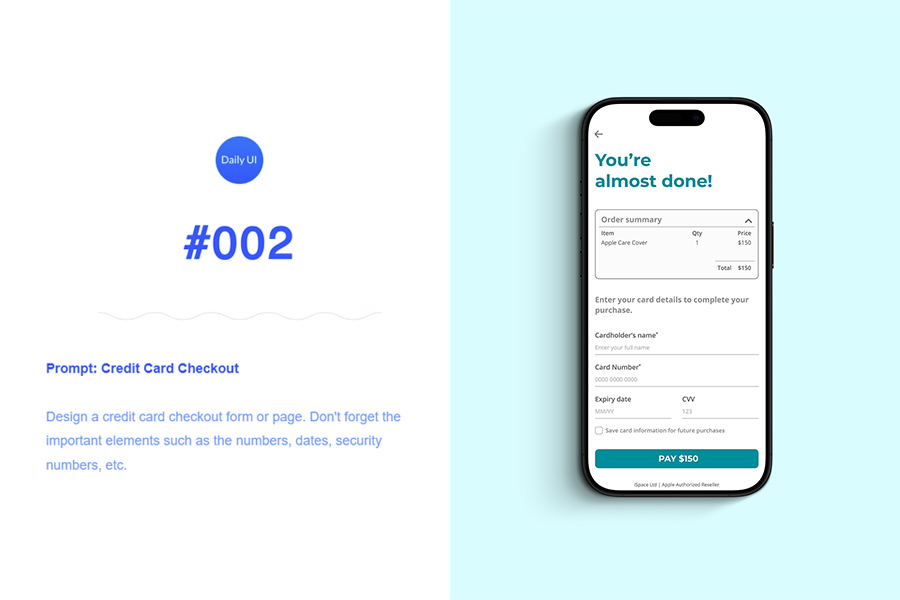 Daily UI
#002
Prompt: Credit Card Checkout
Design a credit card checkout form or page. Don't forget the
important elements such as the numbers, dates, security
numbers, etc.
You're
almost done!
Order summary
Item Qty Price
Apple Care Cover 1 $150
Total $150
Enter your card details to complete your
purchase.
Cardholder's name*
Enter your full name
Card Number*
0000 0000 0000
Expiry date CVV
MM/YY 123
Save card information for future purchases
PAY $150
iSpace Ltd | Apple Authorized Reseller